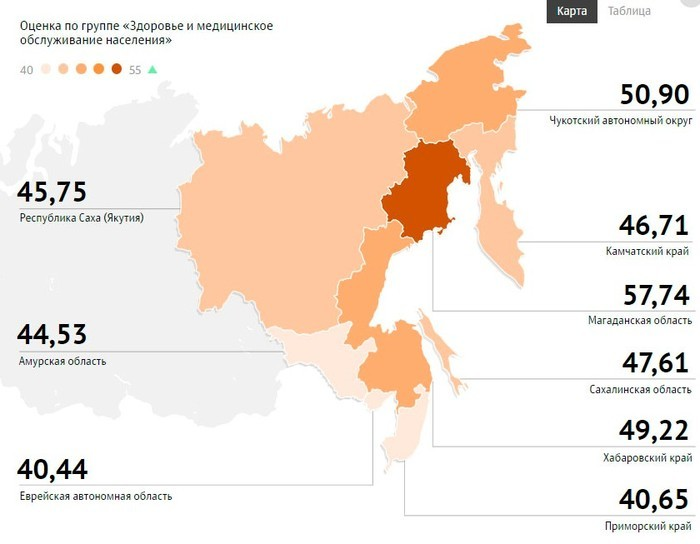 Оценка по группе «Здоровье и медицинское
обслуживание населения»
Карта
Таблица
40
55
50,90
Чукотский автономный округ
45,75
Республика Саха (Якутия)
46,71
Камчатский край
57,74
Магаданская область
44,53
Амурская область
47,61
Сахалинская область
49,22
Хабаровский край
40,44
Еврейская автономная область
40,65
Приморский край